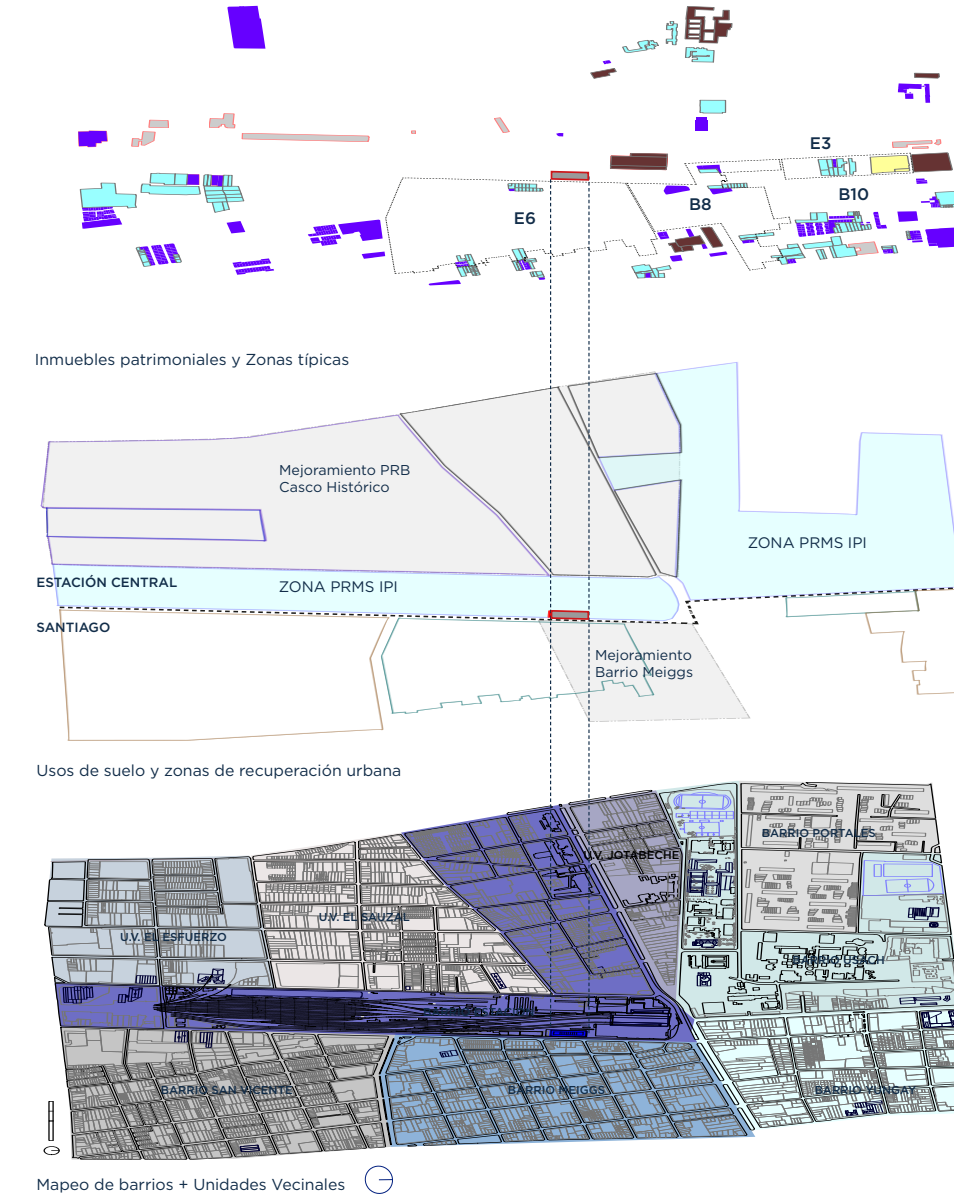 E3
E6
B8
B10
Inmuebles patrimoniales y Zonas típicas
Mejoramiento PRB
Casco Histórico
ZONA PRMS IPI
ESTACIÓN CENTRAL
ZONA PRMS IPI
SANTIAGO
Mejoramiento
Barrio Meiggs
Usos de suelo y zonas de recuperación urbana
BARRIO PORTALES
U.V. JOTABECHE
U.V. EL SAUZAL
U.V. EL ESFUERZO
BARRIO USACH
BARRIO SAN VICENTE
BARRIO MEIGGS
BARRIO YUNGAY
Mapeo de barrios + Unidades Vecinales